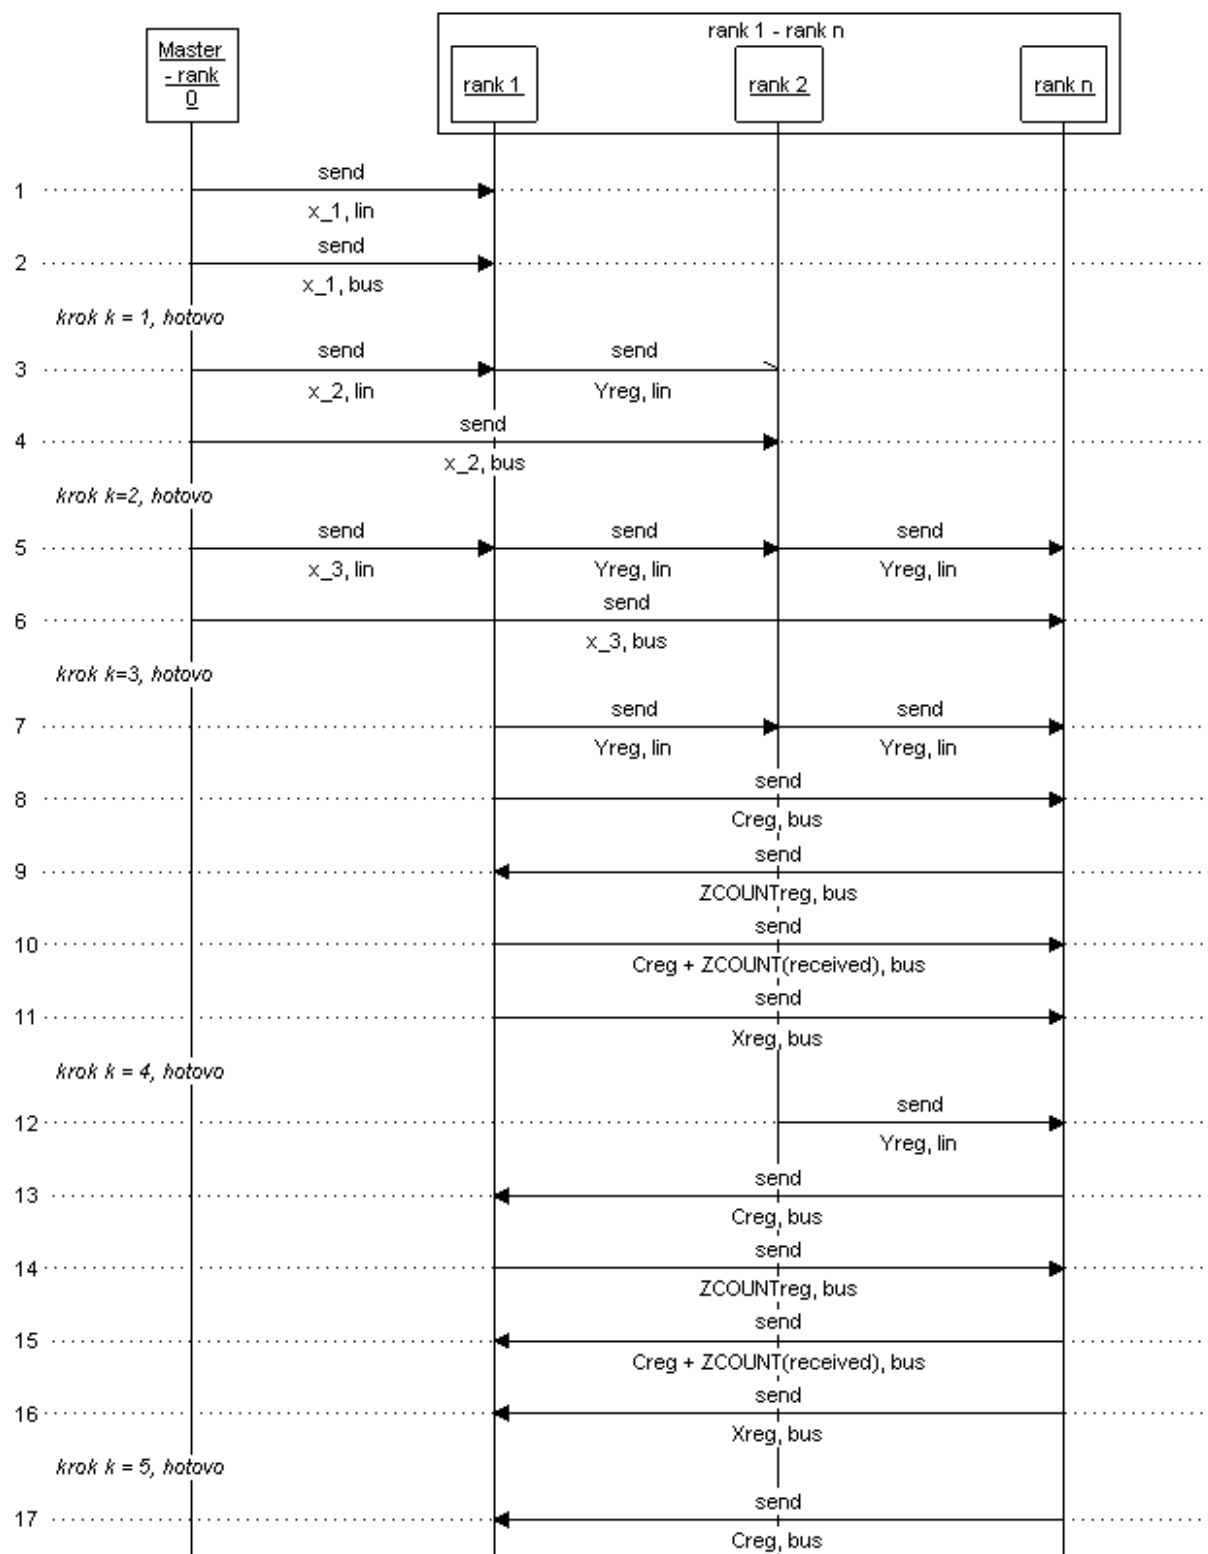 rank 1 - rank n
Master
- rank
0
rank 1
rank 2
rank n
send
1
x_1, lin
send
2
x_1, bus
krok k = 1, hotovo
send send
3
x_2, lin Yreg, lin
send
4
x_2, bus
krok k=2, hotovo
send send send
5
x_3, lin Yreg, lin Yreg, lin
send
6
x_3, bus
krok k=3, hotovo
send send
7
Yreg, lin Yreg, lin
send
8
Creg, bus
send
9
ZCOUNTreg, bus
send
10
Creg + ZCOUNT(received), bus
send
11
Xreg, bus
krok k = 4, hotovo
send
12
Yreg, lin
send
13
Creg, bus
send
14
ZCOUNTreg, bus
send
15
Creg + ZCOUNT(received), bus
send
16
Xreg, bus
krok k = 5, hotovo
send
17
Creg, bus